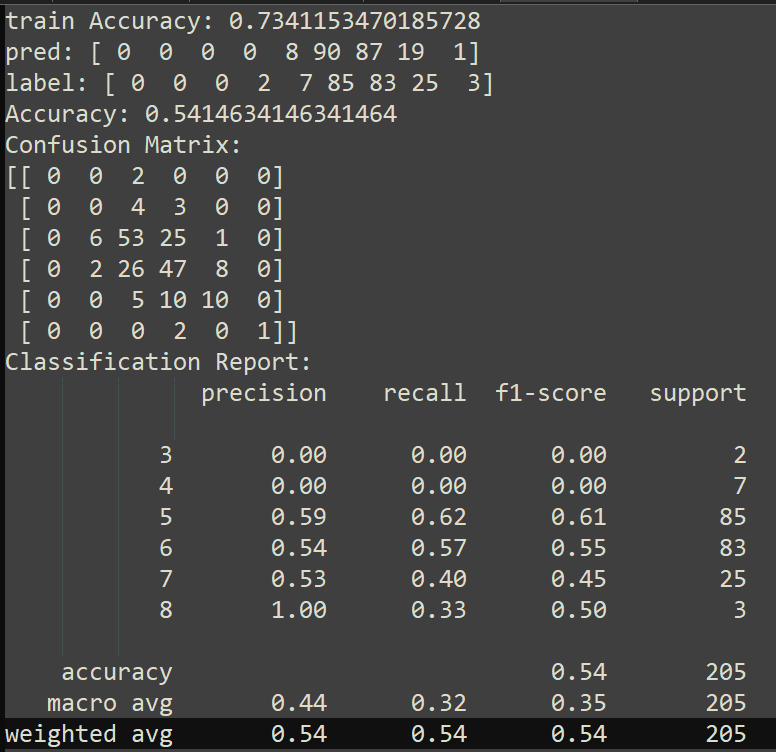 train Accuracy: 0.7341153470185728
pred: [ 0  0  0  0  8 90 87 19  1]
label: [ 0  0  0  2  7 85 83 25  3]
Accuracy: 0.5414634146341464
Confusion Matrix:
[[ 0  0  2  0  0  0]
 [ 0  0  4  3  0  0]
 [ 0  6 53 25  1  0]
 [ 0  2 26 47  8  0]
 [ 0  0  5 10 10  0]
 [ 0  0  0  2  0  1]]
Classification Report:
              precision    recall  f1-score   support
           3       0.00      0.00      0.00         2
           4       0.00      0.00      0.00         7
           5       0.59      0.62      0.61        85
           6       0.54      0.57      0.55        83
           7       0.53      0.40      0.45        25
           8       1.00      0.33      0.50         3
    accuracy                           0.54       205
   macro avg       0.44      0.32      0.35       205
weighted avg       0.54      0.54      0.54       205